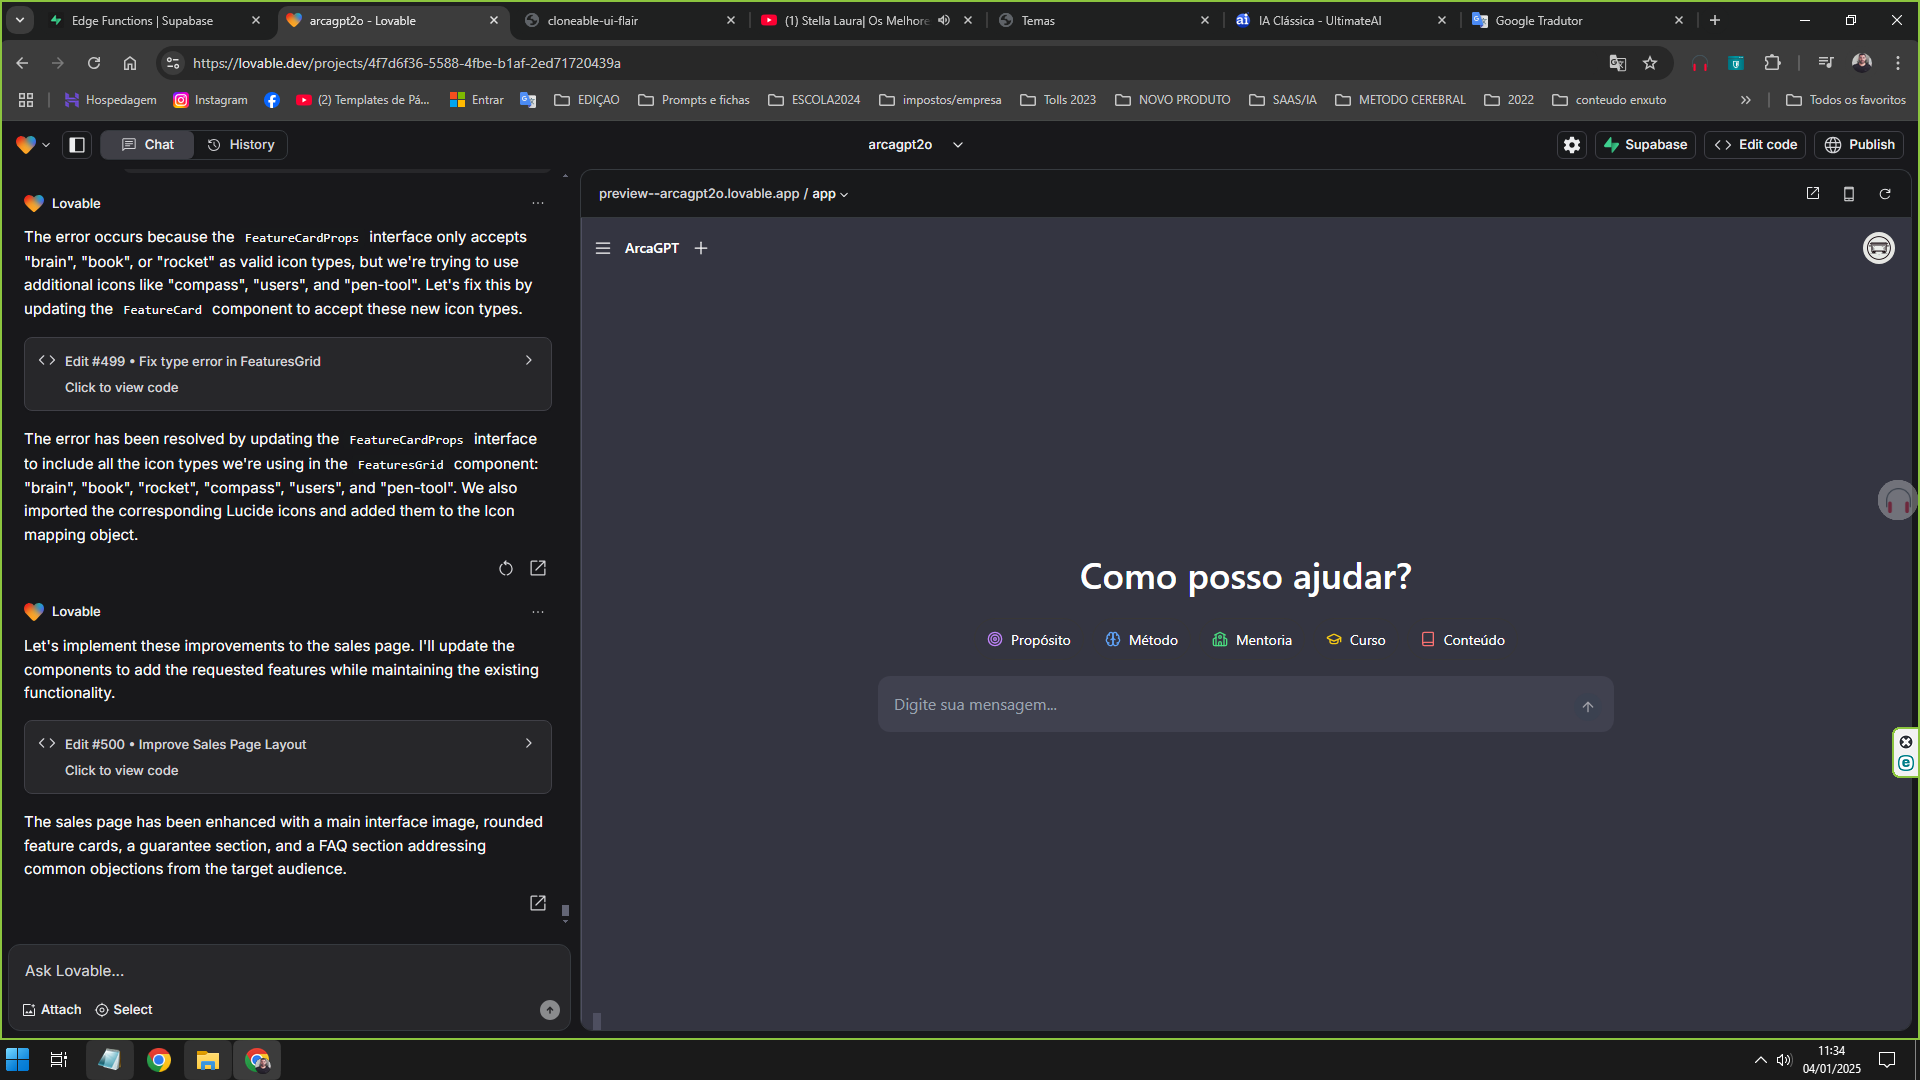 Edge Functions | Supabase
arcagpt2o - Lovable
cloneable-ui-flair
(1) Stella Laura| Os Melhore
Temas
IA Clássica - UltimateAI
Google Tradutor
https://lovable.dev/projects/4f7d6f36-5588-4fbe-b1af-2ed71720439a
Hospedagem
Instagram
(2) Templates de Pá...
Entrar
EDIÇAO
Prompts e fichas
ESCOLA2024
impostos/empresa
Tolls 2023
NOVO PRODUTO
SAAS/IA
METODO CEREBRAL
2022
conteudo enxuto
Todos os favoritos
Chat
History
arcagpt2o
Supabase
Edit code
Publish
Lovable
The error occurs because the FeatureCardProps interface only accepts
"brain", "book", or "rocket" as valid icon types, but we're trying to use
additional icons like "compass", "users", and "pen-tool". Let's fix this by
updating the FeatureCard component to accept these new icon types.
Edit #499 • Fix type error in FeaturesGrid
Click to view code
The error has been resolved by updating the FeatureCardProps interface
to include all the icon types we're using in the FeaturesGrid component:
"brain", "book", "rocket", "compass", "users", and "pen-tool". We also
imported the corresponding Lucide icons and added them to the Icon
mapping object.
Lovable
Let's implement these improvements to the sales page. I'll update the
components to add the requested features while maintaining the existing
functionality.
Edit #500 • Improve Sales Page Layout
Click to view code
The sales page has been enhanced with a main interface image, rounded
feature cards, a guarantee section, and a FAQ section addressing
common objections from the target audience.
Ask Lovable...
Attach
Select
preview--arcagpt2o.lovable.app / app
ArcaGPT
Como posso ajudar?
Propósito
Método
Mentoria
Curso
Conteúdo
Digite sua mensagem...
11:34
04/01/2025